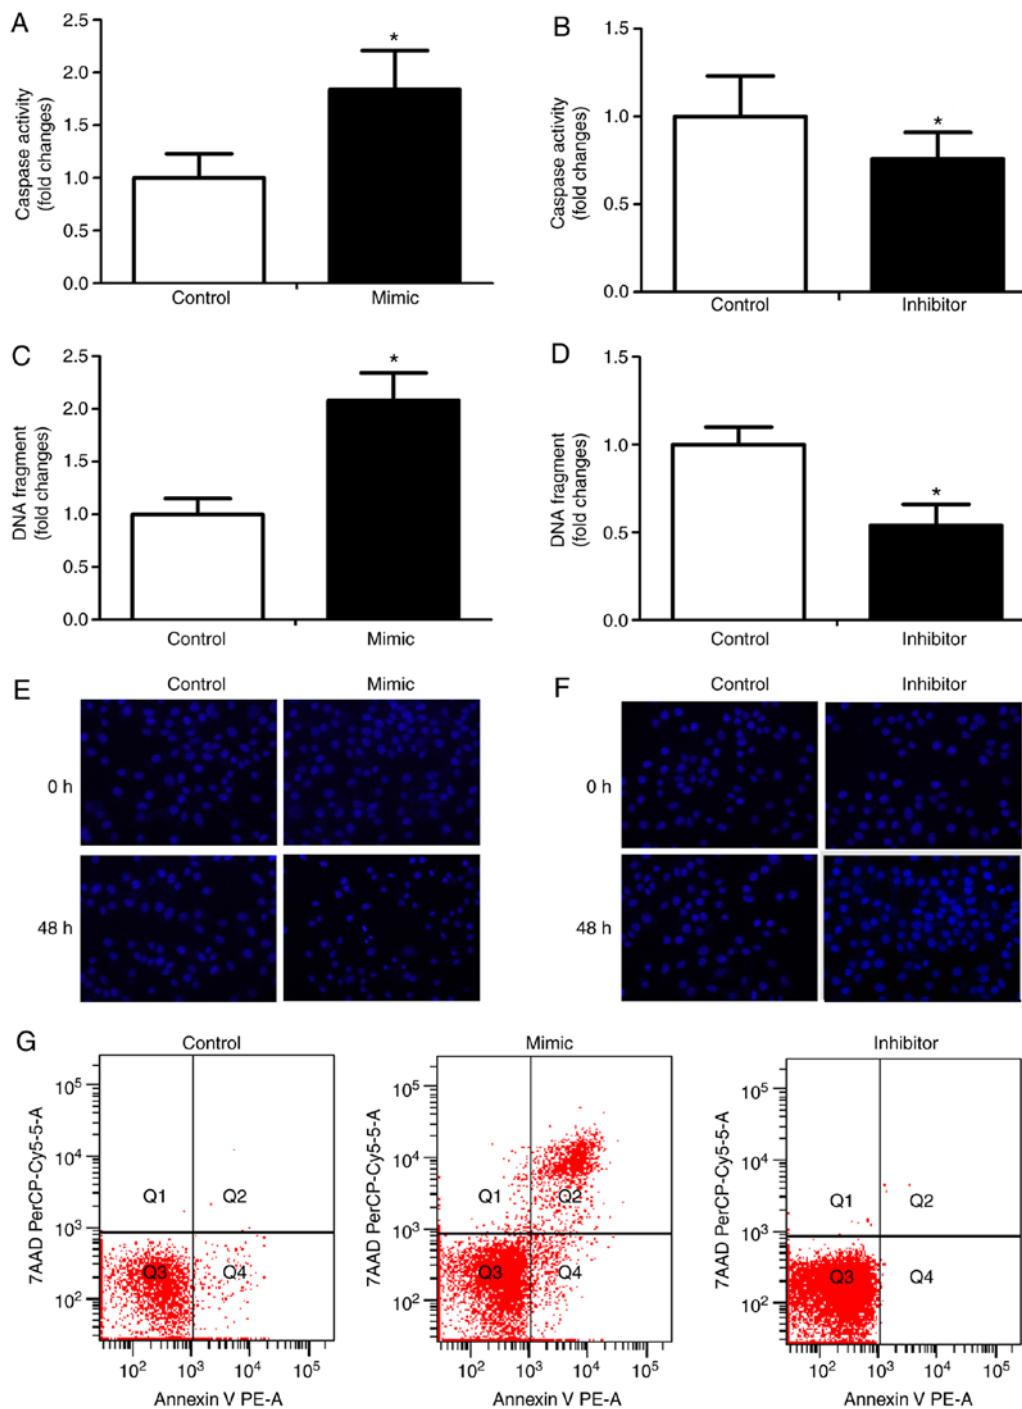 A
Caspase activity
(fold changes)
2.5
2.0
1.5
1.0
0.5
0.0
*
Control
Mimic
B
Caspase activity
(fold changes)
1.5
1.0
0.5
0.0
*
Control
Inhibitor
C
DNA fragment
(fold changes)
2.5
2.0
1.5
1.0
0.5
0.0
*
Control
Mimic
D
DNA fragment
(fold changes)
1.5
1.0
0.5
0.0
*
Control
Inhibitor
E
Control
Mimic
0 h
48 h
F
Control
Inhibitor
0 h
48 h
G
Control
7AAD PerCP-Cy5-5-A
10⁵
10⁴
10³
10²
Q1
Q2
Q3
Q4
10² 10³ 10⁴ 10⁵
Annexin V PE-A
Mimic
7AAD PerCP-Cy5-5-A
10⁵
10⁴
10³
10²
Q1
Q2
Q3
Q4
10² 10³ 10⁴ 10⁵
Annexin V PE-A
Inhibitor
7AAD PerCP-Cy5-5-A
10⁵
10⁴
10³
10²
Q1
Q2
Q3
Q4
10² 10³ 10⁴ 10⁵
Annexin V PE-A